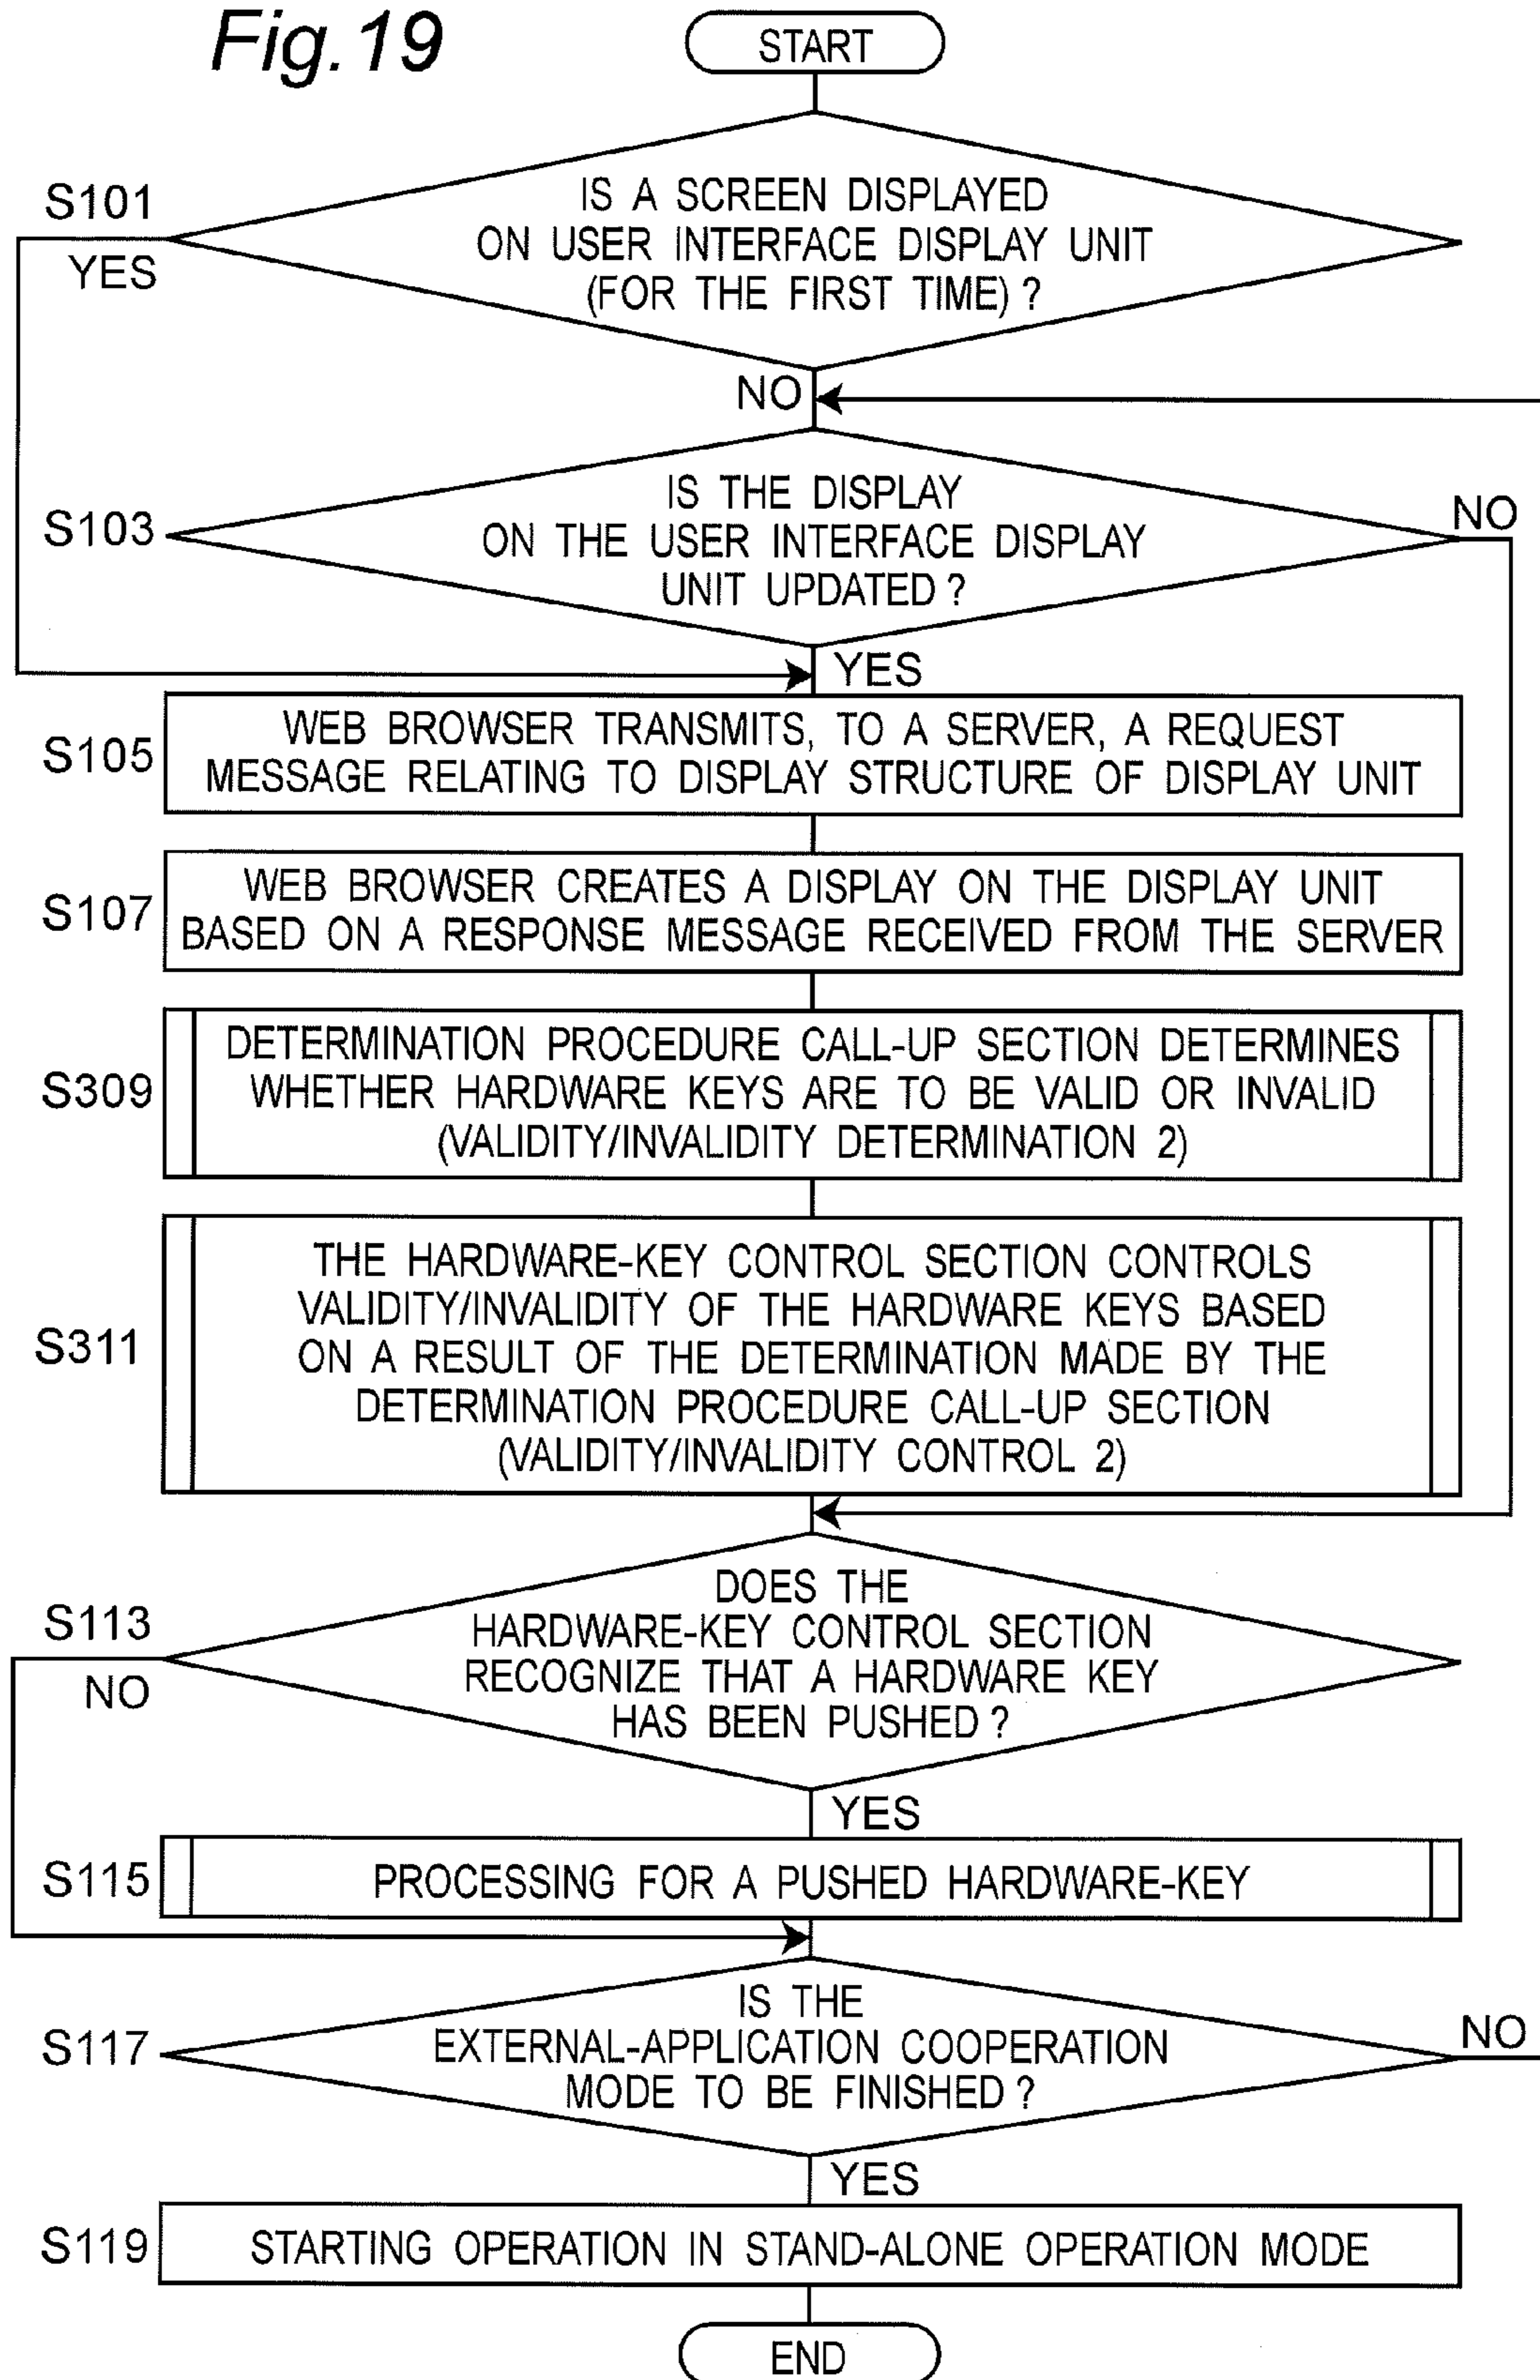 Fig.19
START
S101
YES
IS A SCREEN DISPLAYED
ON USER INTERFACE DISPLAY UNIT
(FOR THE FIRST TIME) ?
NO
S103
IS THE DISPLAY
ON THE USER INTERFACE DISPLAY
UNIT UPDATED ?
NO
YES
S105
WEB BROWSER TRANSMITS, TO A SERVER, A REQUEST
MESSAGE RELATING TO DISPLAY STRUCTURE OF DISPLAY UNIT
S107
WEB BROWSER CREATES A DISPLAY ON THE DISPLAY UNIT
BASED ON A RESPONSE MESSAGE RECEIVED FROM THE SERVER
S309
DETERMINATION PROCEDURE CALL-UP SECTION DETERMINES
WHETHER HARDWARE KEYS ARE TO BE VALID OR INVALID
(VALIDITY/INVALIDITY DETERMINATION 2)
S311
THE HARDWARE-KEY CONTROL SECTION CONTROLS
VALIDITY/INVALIDITY OF THE HARDWARE KEYS BASED
ON A RESULT OF THE DETERMINATION MADE BY THE
DETERMINATION PROCEDURE CALL-UP SECTION
(VALIDITY/INVALIDITY CONTROL 2)
S113
NO
DOES THE
HARDWARE-KEY CONTROL SECTION
RECOGNIZE THAT A HARDWARE KEY
HAS BEEN PUSHED ?
YES
S115
PROCESSING FOR A PUSHED HARDWARE-KEY
S117
IS THE
EXTERNAL-APPLICATION COOPERATION
MODE TO BE FINISHED ?
NO
YES
S119
STARTING OPERATION IN STAND-ALONE OPERATION MODE
END